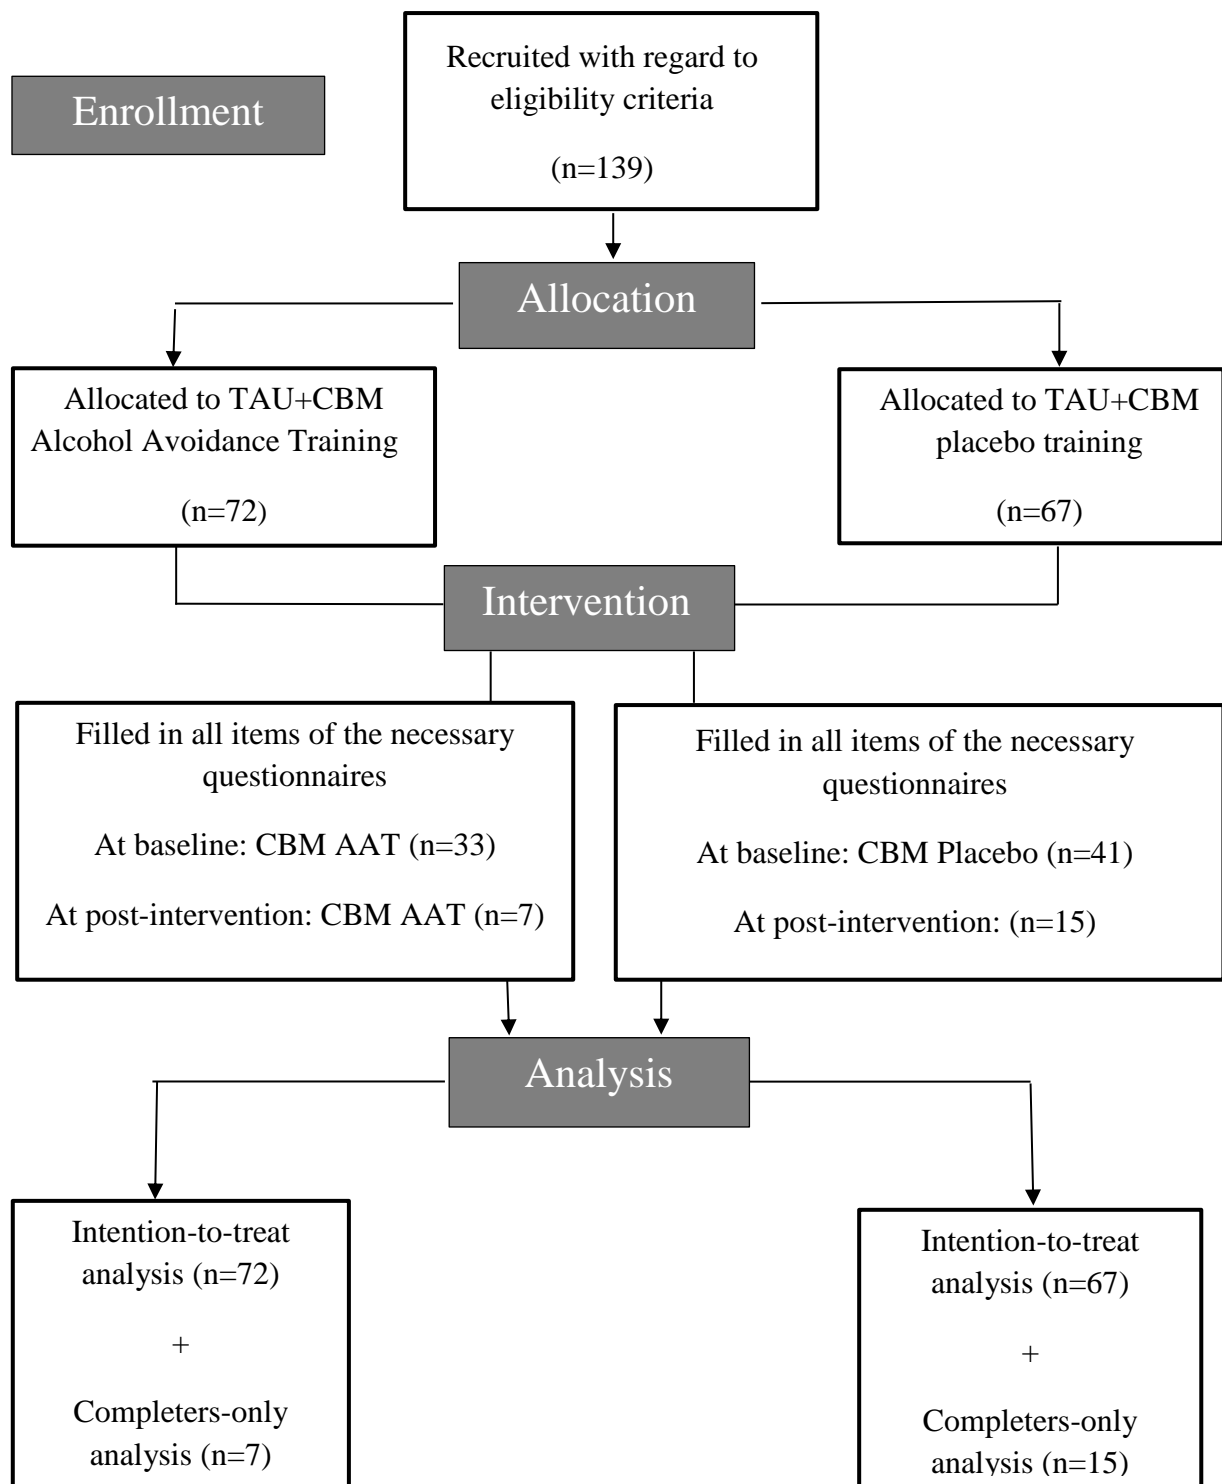 Enrollment
Recruited with regard to
eligibility criteria
(n=139)
Allocation
Allocated to TAU+CBM
Alcohol Avoidance Training
(n=72)
Allocated to TAU+CBM
placebo training
(n=67)
Intervention
Filled in all items of the necessary
questionnaires
At baseline: CBM AAT (n=33)
At post-intervention: CBM AAT (n=7)
Filled in all items of the necessary
questionnaires
At baseline: CBM Placebo (n=41)
At post-intervention: (n=15)
Analysis
Intention-to-treat
analysis (n=72)
+
Completers-only
analysis (n=7)
Intention-to-treat
analysis (n=67)
+
Completers-only
analysis (n=15)